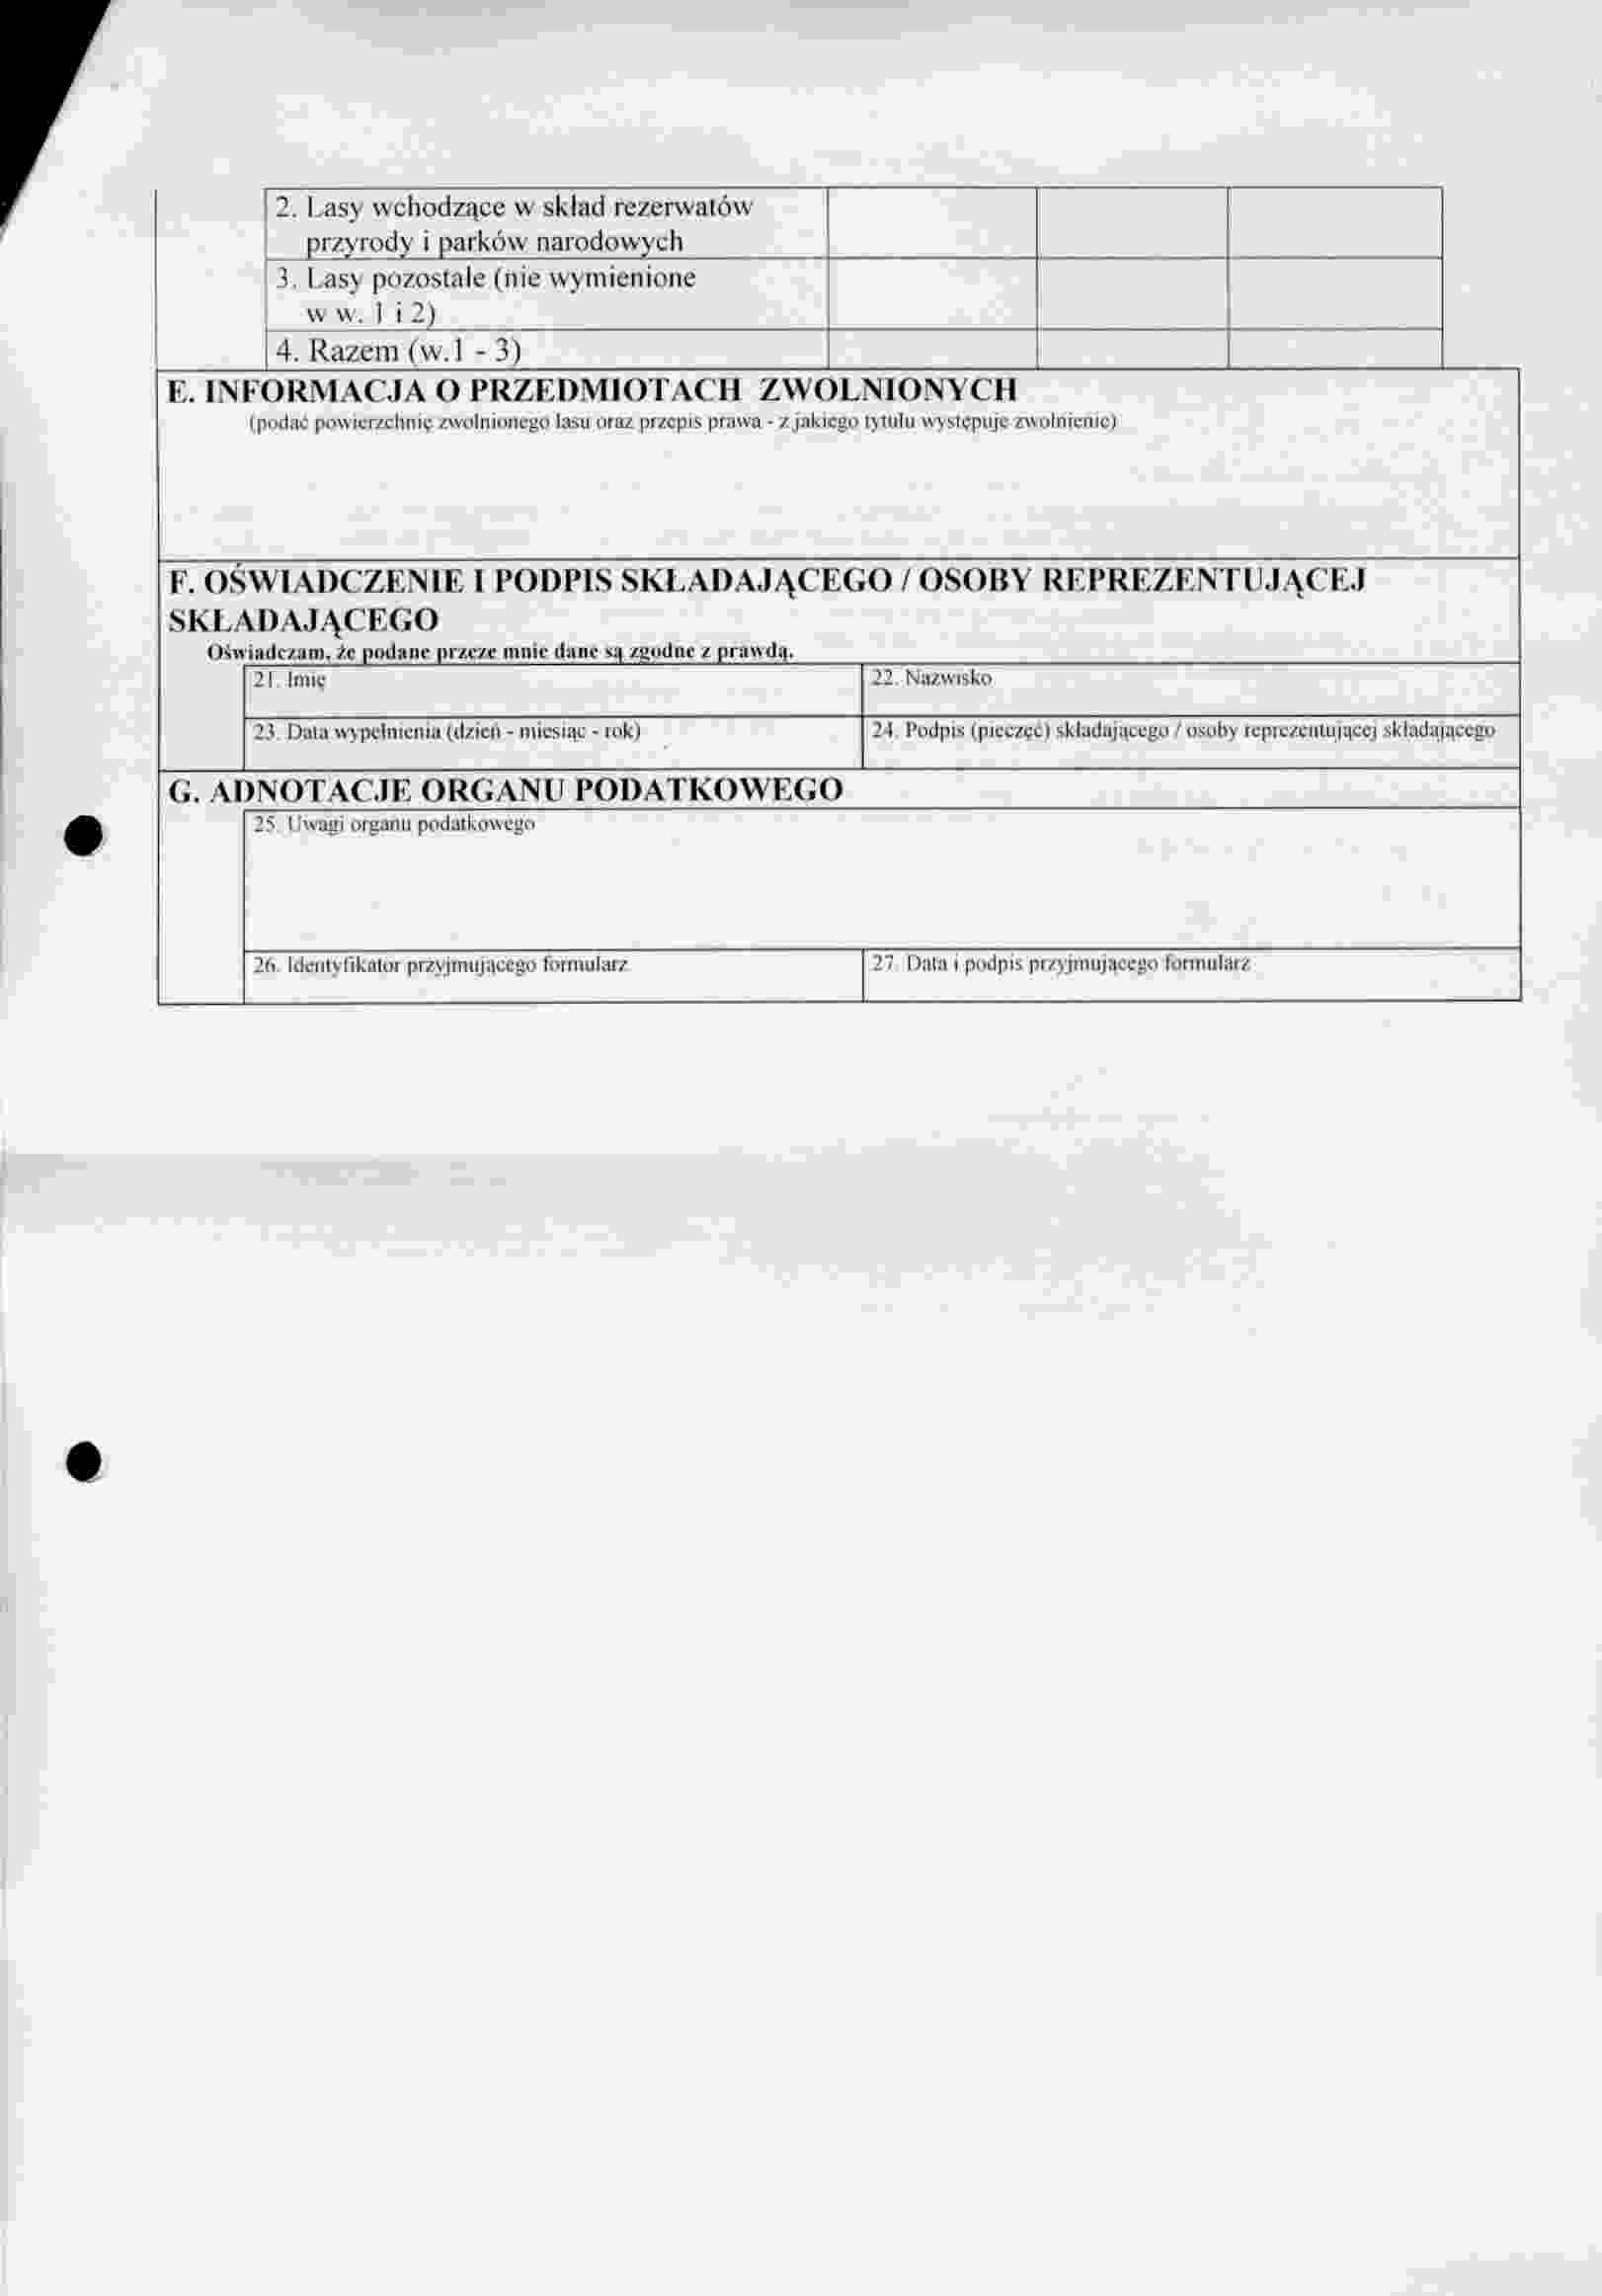 2. Lasy wchodzące w skład rezerwatów
przyrody i parków narodowych
3. Lasy pozostałe (nie wymienione
w w. 1 i 2)
4. Razem (w.1 - 3)
E. INFORMACJA O PRZEDMIOTACH ZWOLNIONYCH
(podać powierzchnię zwolnionego lasu oraz przepis prawa - z jakiego tytułu występuje zwolnienie)
F. OŚWIADCZENIE I PODPIS SKŁADAJĄCEGO / OSOBY REPREZENTUJĄCEJ
SKŁADAJĄCEGO
Oświadczam, że podane przeze mnie dane są zgodne z prawdą.
21. Imię
22. Nazwisko
23. Data wypełnienia (dzień - miesiąc - rok)
24. Podpis (pieczęć) składającego / osoby reprezentującej składającego
G. ADNOTACJE ORGANU PODATKOWEGO
25. Uwagi organu podatkowego
26. Identyfikator przyjmującego formularz
27. Data i podpis przyjmującego formularz